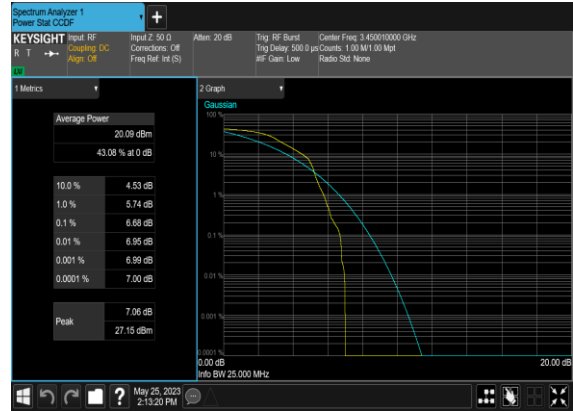 Spectrum Analyzer 1
Power Stat CCDF
KEYSIGHT
R T
LM
Input: RF
Coupling: DC
Align: Off
Input Z: 50 Ω
Corrections: Off
Freq Ref: Int (S)
Atten: 20 dB
Trig: RF Burst
Trig Delay: 500.0 µs
#IF Gain: Low
Center Freq: 3.450010000 GHz
Counts: 1.00 M/1.00 Mpt
Radio Std: None
1 Metrics
Average Power
20.09 dBm
43.08 % at 0 dB
10.0 % 4.53 dB
1.0 % 5.74 dB
0.1 % 6.68 dB
0.01 % 6.95 dB
0.001 % 6.99 dB
0.0001 % 7.00 dB
Peak
7.06 dB
27.15 dBm
2 Graph
Gaussian
100 %
10 %
1 %
0.1 %
0.01 %
0.001 %
0.0001 %
0.00 dB 20.00 dB
Info BW 25.000 MHz
May 25, 2023
2:13:20 PM